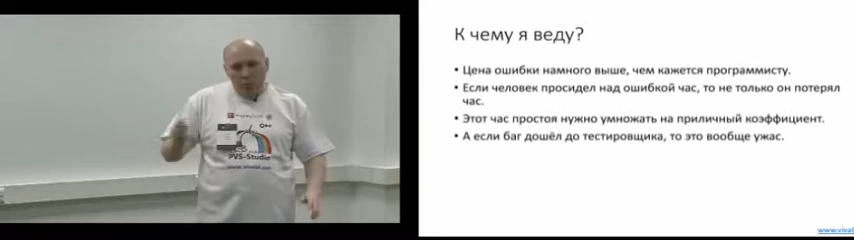 К чему я веду?
• Цена ошибки намного выше, чем кажется программисту.
• Если человек просидел над ошибкой час, то не только он потерял
час.
• Этот час простоя нужно умножать на приличный коэффициент.
• А если баг дошёл до тестировщика, то это вообще ужас.
C++
PVS-Studio